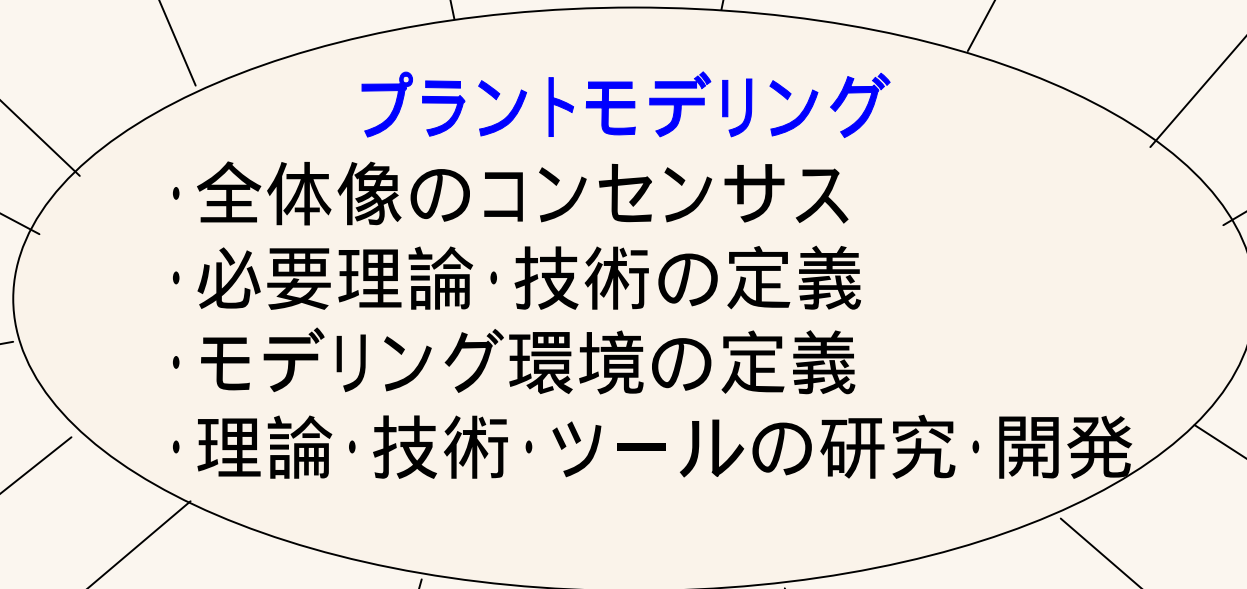 プラントモデリング
・全体像のコンセンサス
・必要理論・技術の定義
・モデリング環境の定義
・理論・技術・ツールの研究・開発